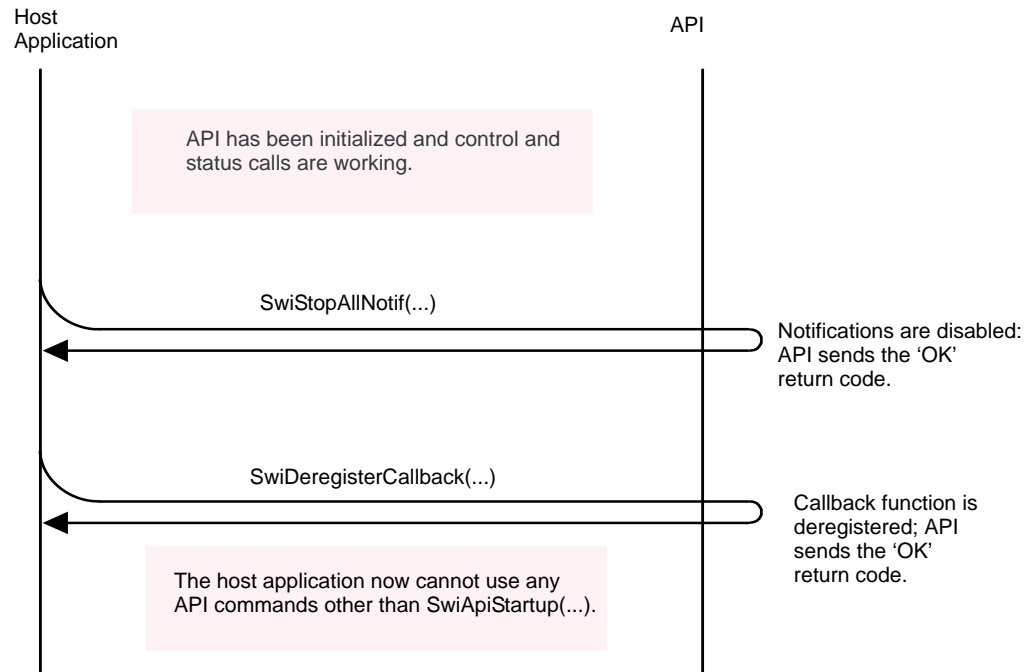 Host
Application
API
API has been initialized and control and
status calls are working.
SwiStopAllNotif(...)
Notifications are disabled:
API sends the ‘OK’
return code.
SwiDeregisterCallback(...)
Callback function is
deregistered; API
sends the ‘OK’
return code.
The host application now cannot use any
API commands other than SwiApiStartup(...).